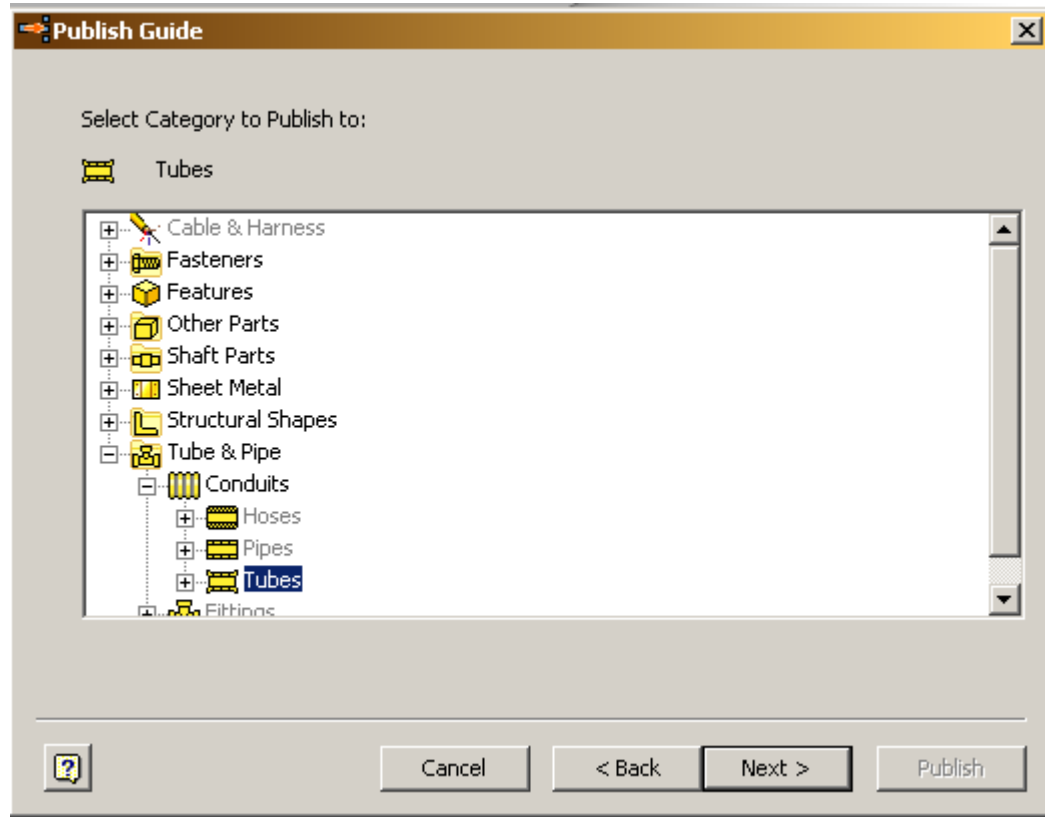 Publish Guide
Select Category to Publish to:
Tubes
Cable & Harness
Fasteners
Features
Other Parts
Shaft Parts
Sheet Metal
Structural Shapes
Tube & Pipe
Conduits
Hoses
Pipes
Tubes
Fittings
Cancel < Back Next > Publish